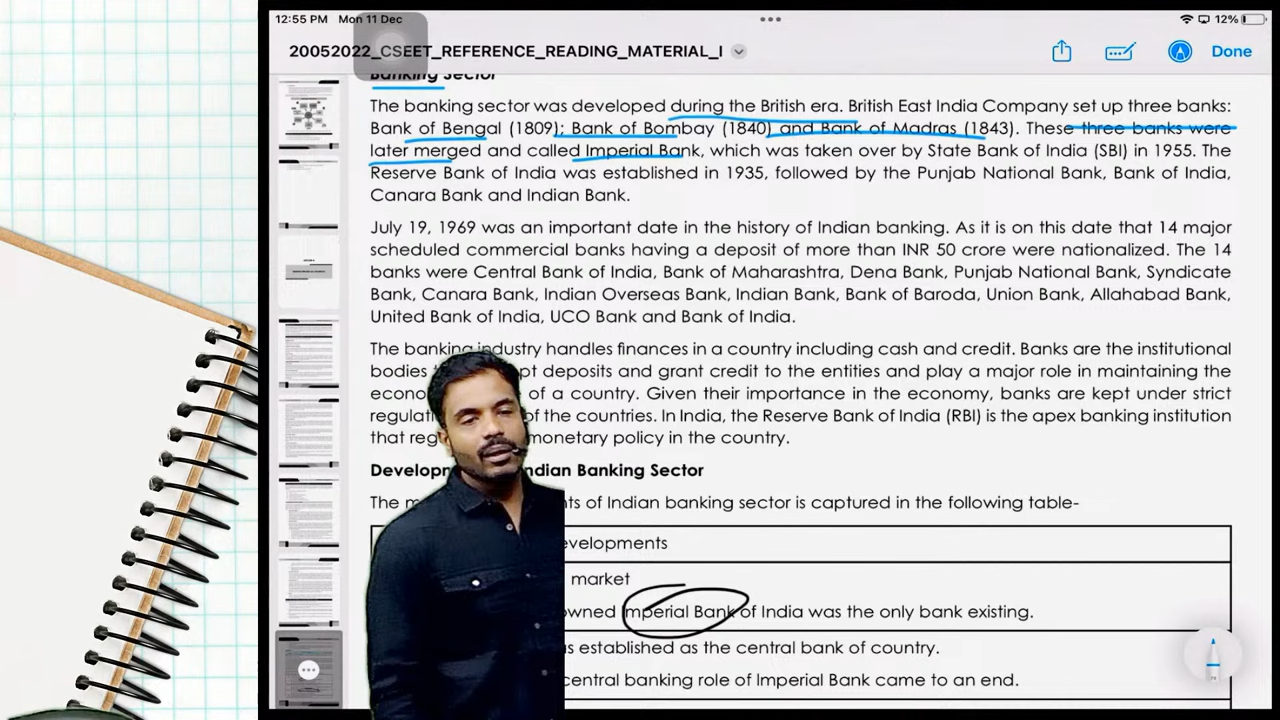 12:55 PM Mon 11 Dec
12%
20052022_CSEET_REFERENCE_READING_MATERIAL_I
Done
Banking Sector
The banking sector was developed during the British era. British East India Company set up three banks:
Bank of Bengal (1809); Bank of Bombay (1840) and Bank of Madras (1843). These three banks were
later merged and called Imperial Bank, which was taken over by State Bank of India (SBI) in 1955. The
Reserve Bank of India was established in 1935, followed by the Punjab National Bank, Bank of India,
Canara Bank and Indian Bank.
July 19, 1969 was an important date in the history of Indian banking. As it is on this date that 14 major
scheduled commercial banks having a deposit of more than INR 50 crore were nationalized. The 14
banks were Central Bank of India, Bank of Maharashtra, Dena Bank, Punjab National Bank, Syndicate
Bank, Canara Bank, Indian Overseas Bank, Indian Bank, Bank of Baroda, Union Bank, Allahabad Bank,
United Bank of India, UCO Bank and Bank of India.
The banking industry handles finances in a country including cash and credit. Banks are the institutional
bodies deposits and grant credit to the entities and play a major role in maintaining the
of the country. Given their importance in the economy, banks are kept under strict
of the countries. In India, the Reserve Bank of India (RBI) is the apex banking institution
that policy in the country.
Indian Banking Sector
The of Indian banking sector is captured in the following table-
market
Imperial Bank of India was the only bank existing.
established as the central bank of country.
central banking role of Imperial Bank came to an end.